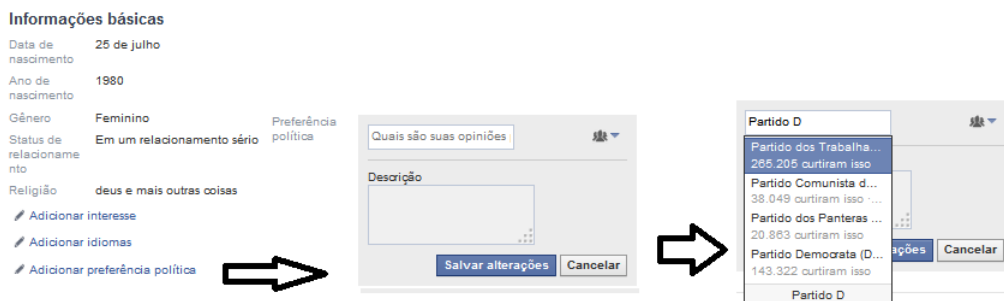 Informações básicas
Data de
nascimento
25 de julho
Ano de
nascimento
1980
Gênero
Feminino
Status de
relacioname
nto
Em um relacionamento sério
Religião
deus e mais outras coisas
Adicionar interesse
Adicionar idiomas
Adicionar preferência política
Preferência
política
Quais são suas opiniões
Descrição
Salvar alterações
Cancelar
Partido D
Partido dos Trabalha...
265.205 curtiram isso
Partido Comunista d...
38.049 curtiram isso ·...
Partido dos Panteras ...
20.863 curtiram isso
Partido Democrata (D...
143.322 curtiram isso
Partido D
ações
Cancelar